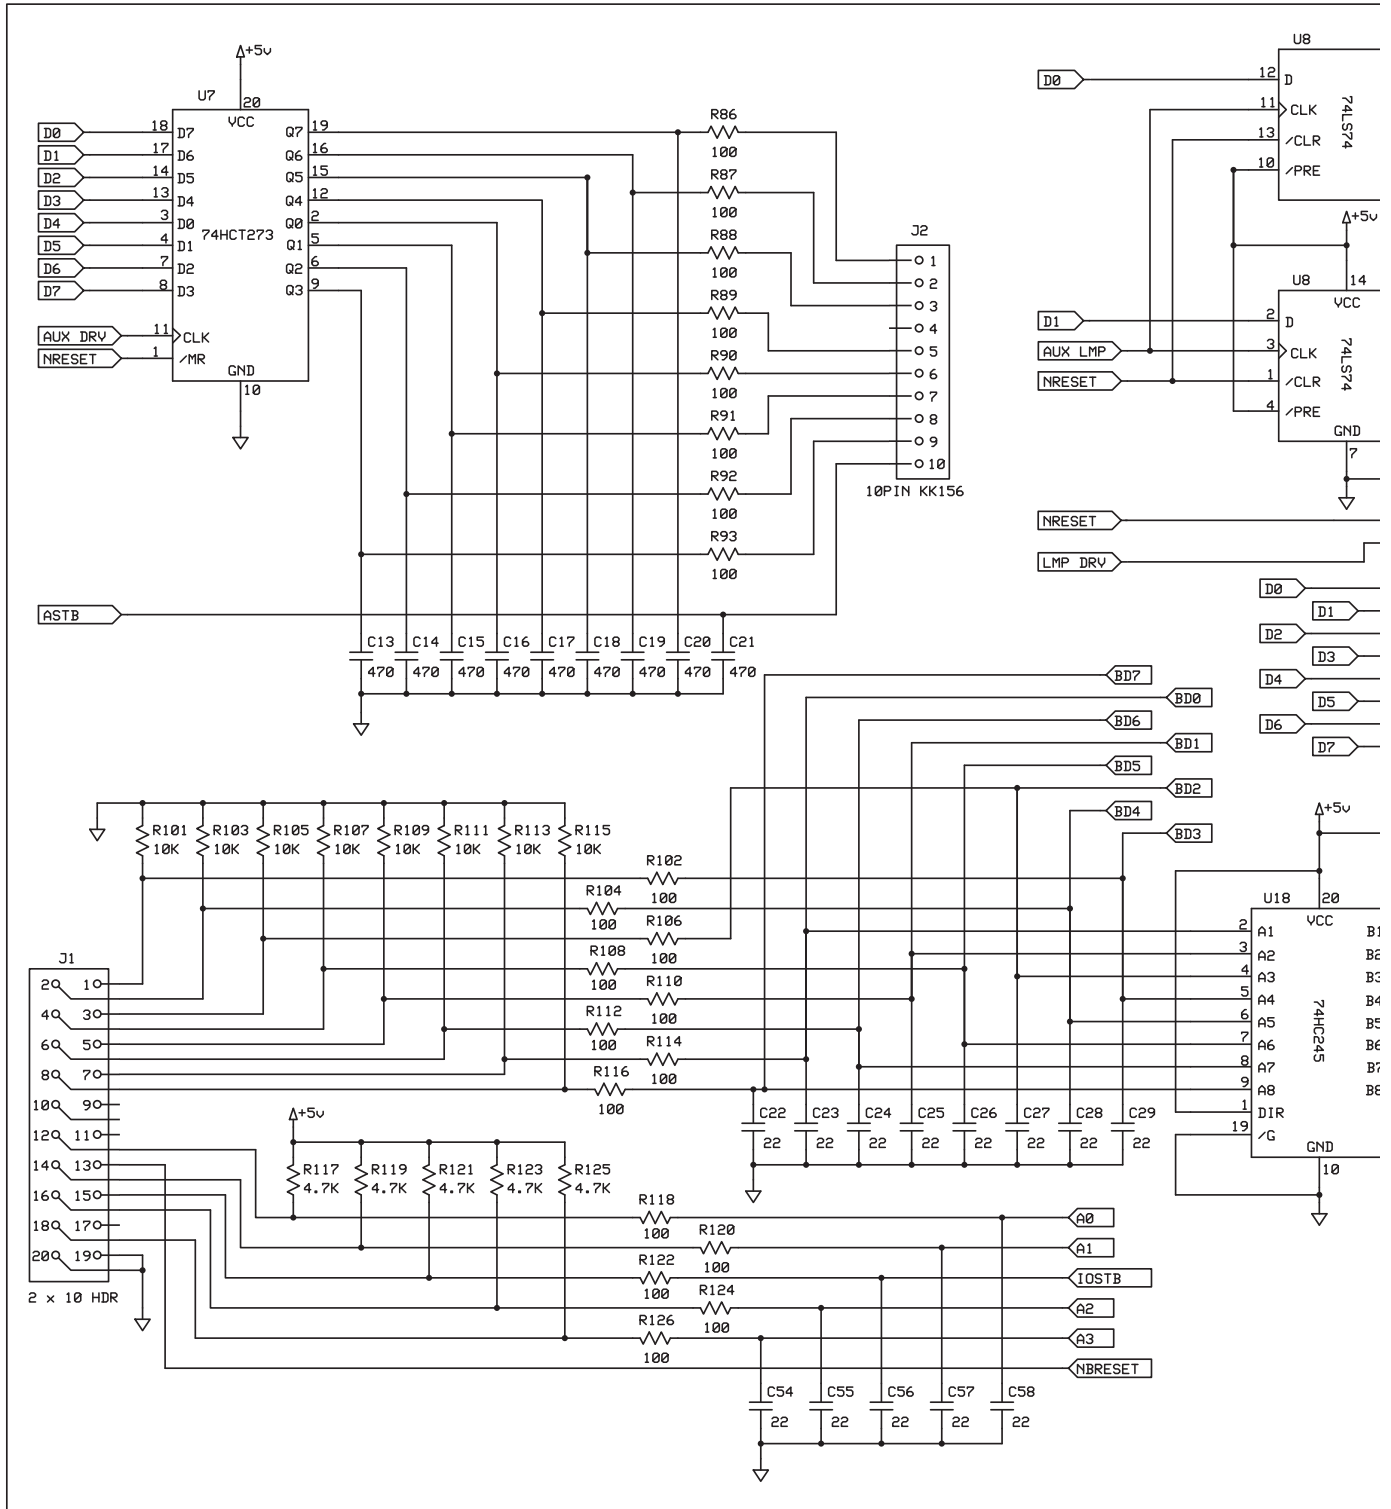 +5v
U7
20
VCC
D0 18 D7 Q7 19
D1 17 D6 Q6 16
D2 14 D5 Q5 15
D3 13 D4 Q4 12
D4 3 D0 Q0 2
74HCT273
D5 4 D1 Q1 5
D6 7 D2 Q2 6
D7 8 D3 Q3 9
AUX DRV 11 CLK
NRESET 1 /MR
GND
10
R86
100
R87
100
R88
100
R89
100
R90
100
R91
100
R92
100
R93
100
J2
1
2
3
4
5
6
7
8
9
10
10PIN KK156
ASTB
C13 C14 C15 C16 C17 C18 C19 C20 C21
470 470 470 470 470 470 470 470 470
U8
D0 12 D
11 CLK
13 /CLR
10 /PRE
74LS74
+5v
U8 14
VCC
D1 2 D
AUX LMP 3 CLK
NRESET 1 /CLR
4 /PRE
74LS74
GND
7
NRESET
LMP DRV
D0
D1
D2
D3
D4
D5
D6
D7
BD7
BD0
BD6
BD1
BD5
BD2
BD4
BD3
R101 R103 R105 R107 R109 R111 R113 R115
10K 10K 10K 10K 10K 10K 10K 10K
R102
100
R104
100
R106
100
R108
100
R110
100
R112
100
R114
100
R116
100
J1
2 1
4 3
6 5
8 7
10 9
12 11
14 13
16 15
18 17
20 19
2 x 10 HDR
C22 C23 C24 C25 C26 C27 C28 C29
22 22 22 22 22 22 22 22
+5v
U18 20
VCC
2 A1 B1
3 A2 B2
4 A3 B3
5 A4 B4
6 A5 B5
7 A6 B6
8 A7 B7
9 A8 B8
1 DIR
19 /G
74HC245
GND
10
+5v
R117 R119 R121 R123 R125
4.7K 4.7K 4.7K 4.7K 4.7K
R118
100
A0
R120
100
A1
R122
100
IOSTB
R124
100
A2
R126
100
A3
NBRESET
C54 C55 C56 C57 C58
22 22 22 22 22